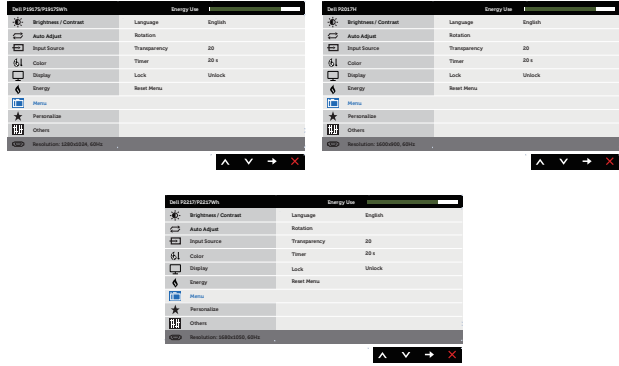 Dell P1917S/P1917SWh Energy Use
Brightness / Contrast Language English
Auto Adjust Rotation
Input Source Transparency 20
Color Timer 20 s
Display Lock Unlock
Energy Reset Menu
Menu
Personalize
Others
Resolution: 1280x1024, 60Hz
Dell P2017H Energy Use
Brightness / Contrast Language English
Auto Adjust Rotation
Input Source Transparency 20
Color Timer 20 s
Display Lock Unlock
Energy Reset Menu
Menu
Personalize
Others
Resolution: 1600x900, 60Hz
Dell P2217/P2217Wh Energy Use
Brightness / Contrast Language English
Auto Adjust Rotation
Input Source Transparency 20
Color Timer 20 s
Display Lock Unlock
Energy Reset Menu
Menu
Personalize
Others
Resolution: 1680x1050, 60Hz